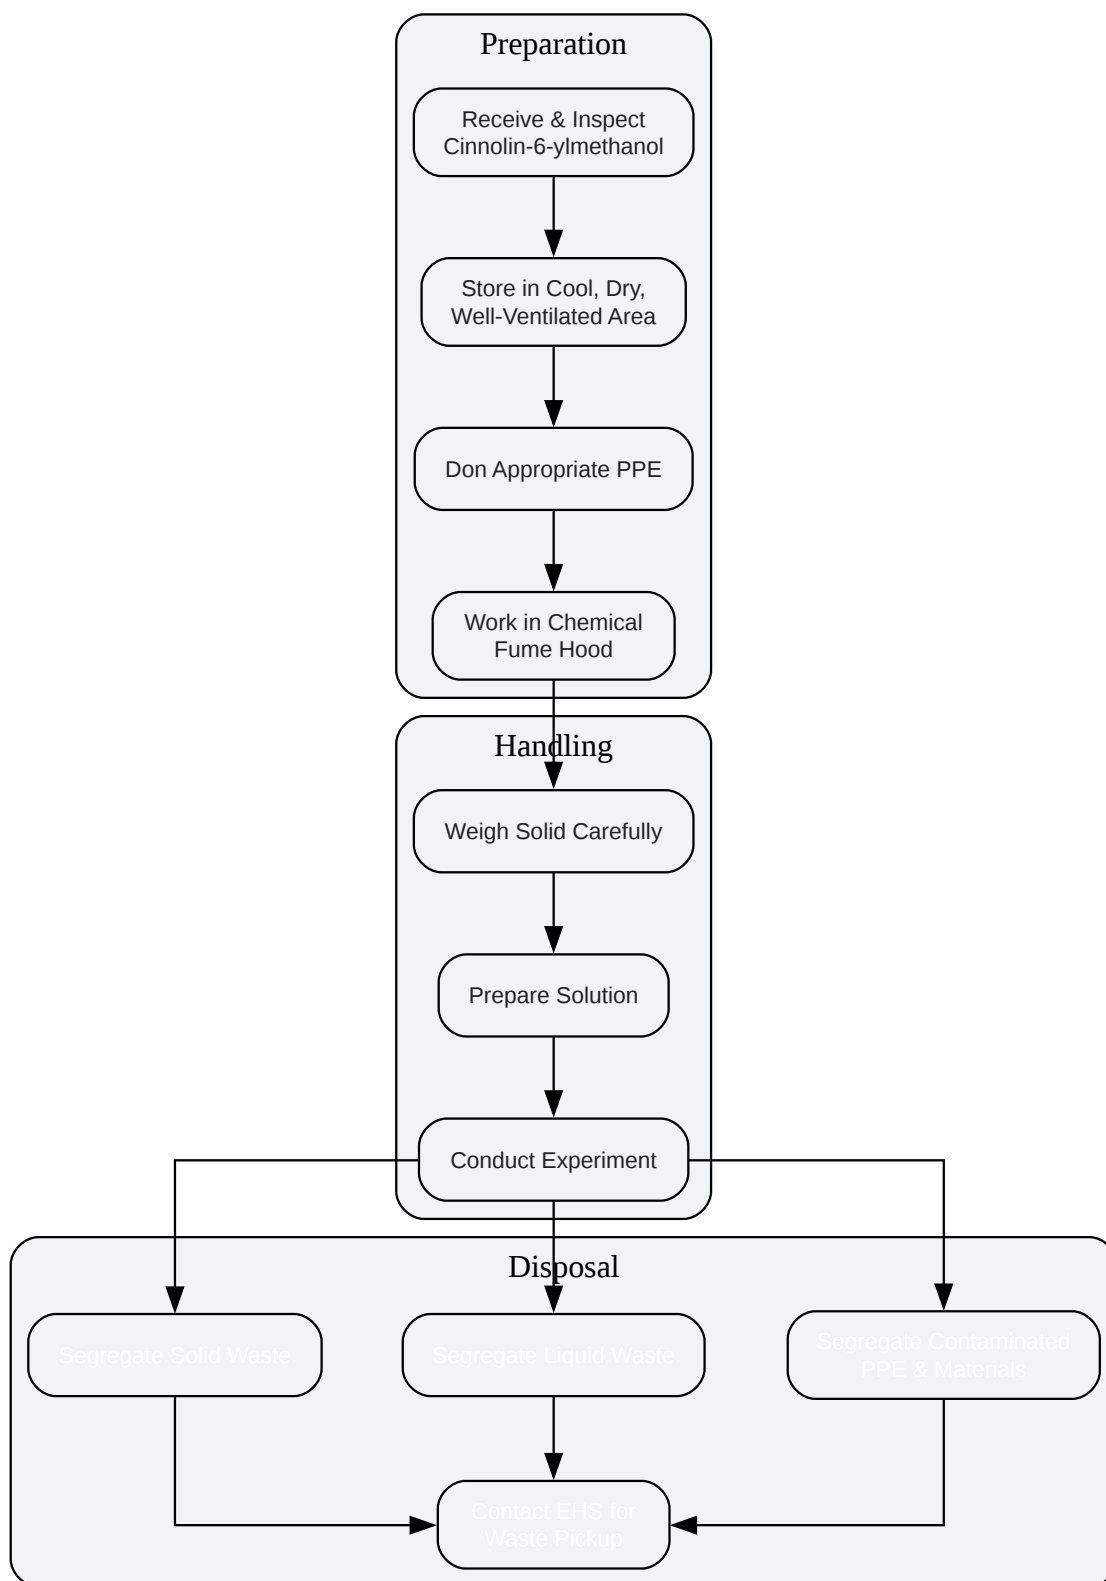 Preparation
Receive & Inspect
Cinnolin-6-ylmethanol
Store in Cool, Dry,
Well-Ventilated Area
Don Appropriate PPE
Work in Chemical
Fume Hood
Handling
Weigh Solid Carefully
Prepare Solution
Conduct Experiment
Disposal
Segregate Solid Waste
Segregate Liquid Waste
Segregate Contaminated
PPE & Materials
Contact EHS for
Waste Pickup